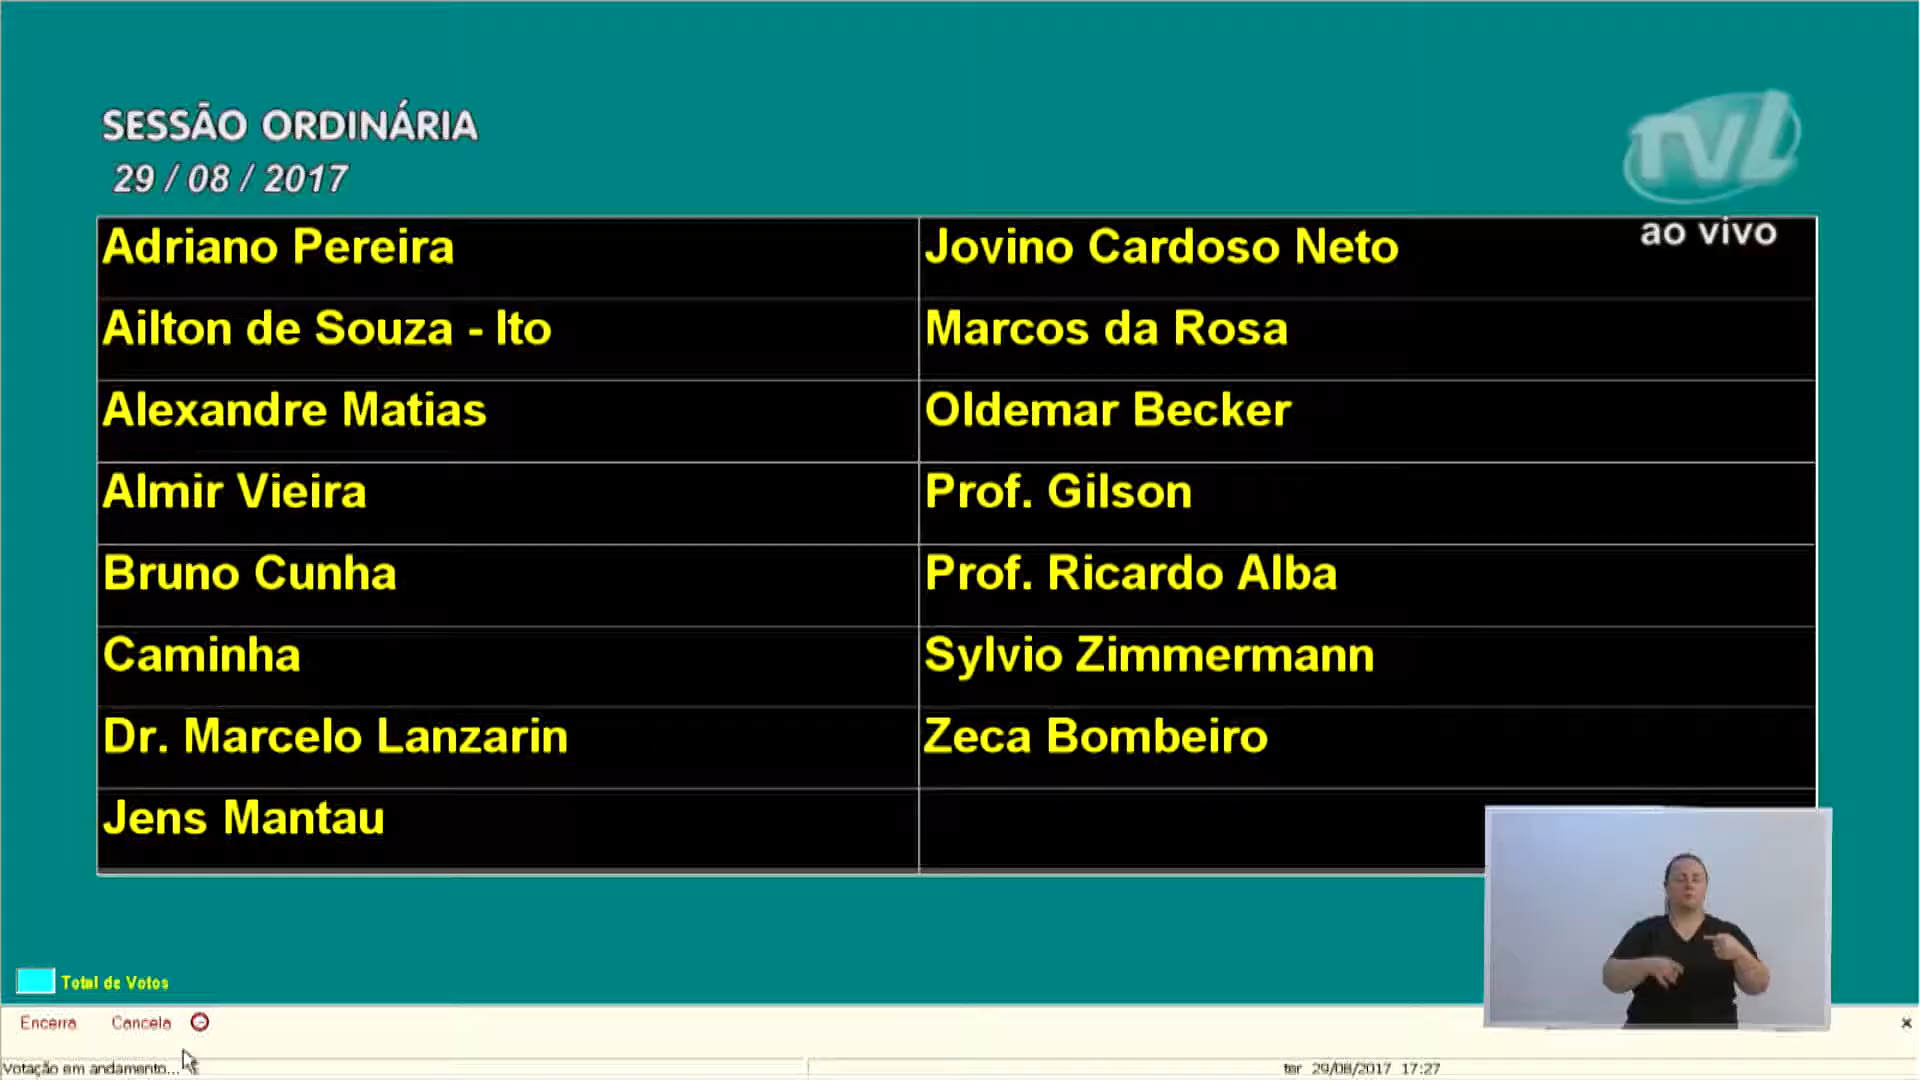 SESSÃO ORDINÁRIA
29 / 08 / 2017
TVL
ao vivo
Adriano Pereira
Jovino Cardoso Neto
Ailton de Souza - Ito
Marcos da Rosa
Alexandre Matias
Oldemar Becker
Almir Vieira
Prof. Gilson
Bruno Cunha
Prof. Ricardo Alba
Caminha
Sylvio Zimmermann
Dr. Marcelo Lanzarin
Zeca Bombeiro
Jens Mantau
Total de Votos
Encerra Cancela
Votação em andamento...
ter 29/08/2017 17:27